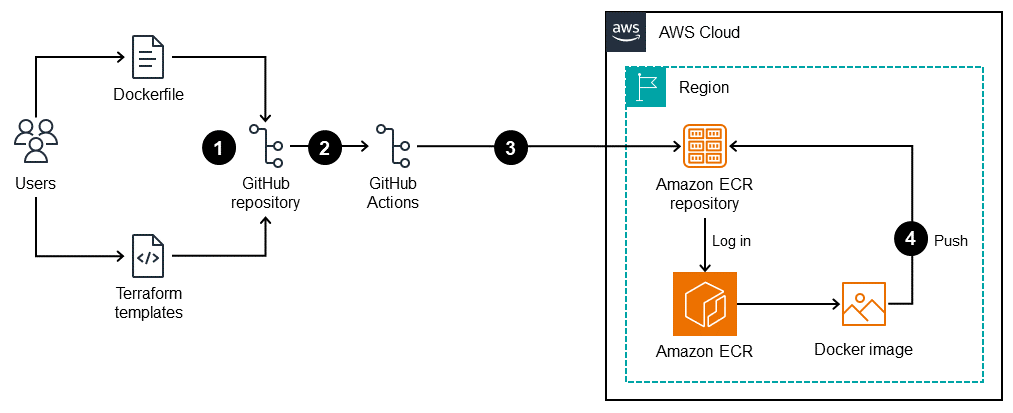 aws
AWS Cloud
Region
Dockerfile
Users
1
2
3
GitHub
repository
GitHub
Actions
Amazon ECR
repository
Log in
4
Push
Terraform
templates
Amazon ECR
Docker image